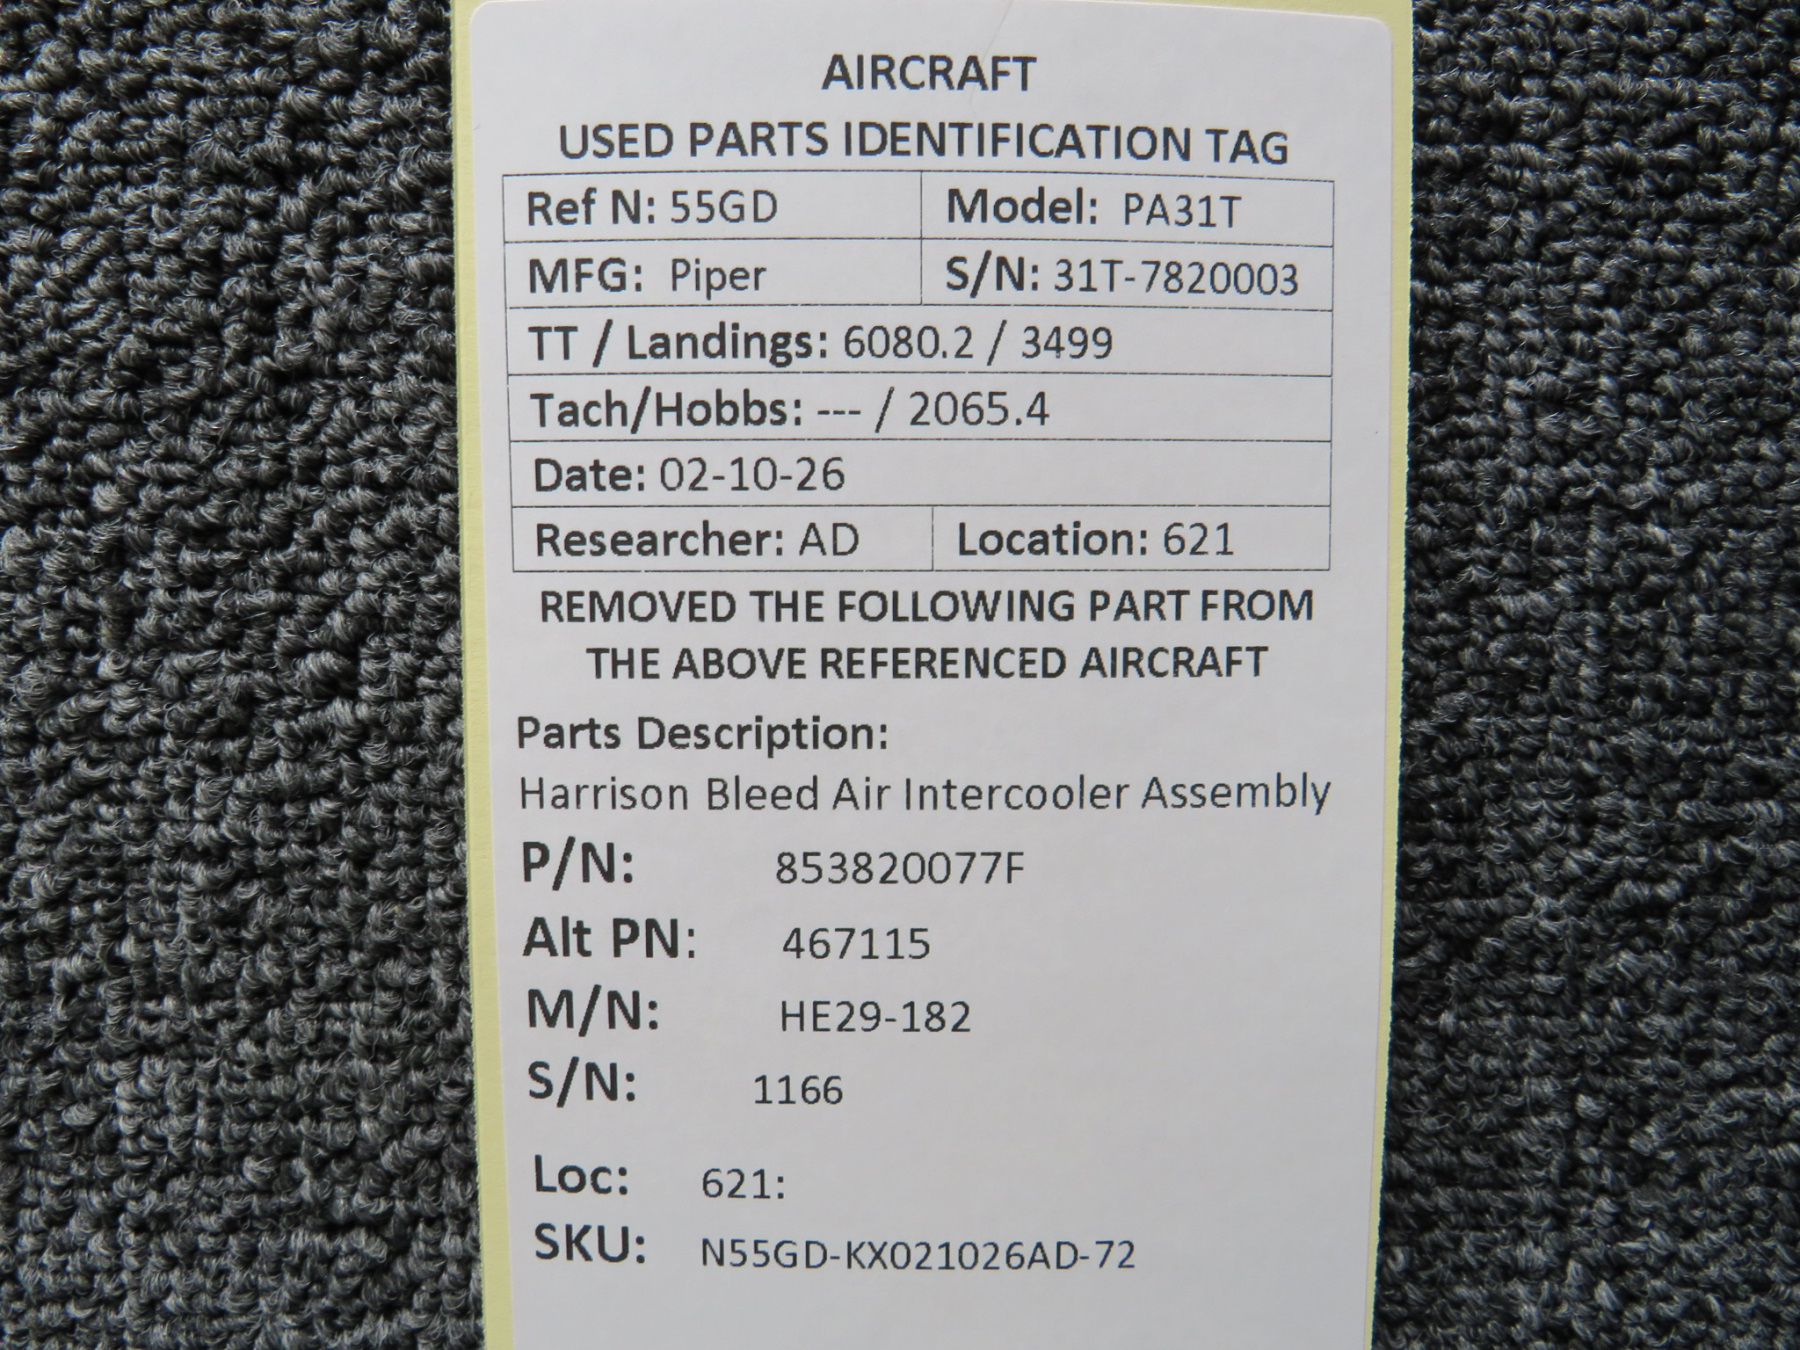 AIRCRAFT
USED PARTS IDENTIFICATION TAG
Ref N: 55GD Model: PA31T
MFG: Piper S/N: 31T-7820003
TT / Landings: 6080.2 / 3499
Tach/Hobbs: --- / 2065.4
Date: 02-10-26
Researcher: AD Location: 621
REMOVED THE FOLLOWING PART FROM
THE ABOVE REFERENCED AIRCRAFT
Parts Description:
Harrison Bleed Air Intercooler Assembly
P/N: 853820077F
Alt PN: 467115
M/N: HE29-182
S/N: 1166
Loc: 621:
SKU: N55GD-KX021026AD-72